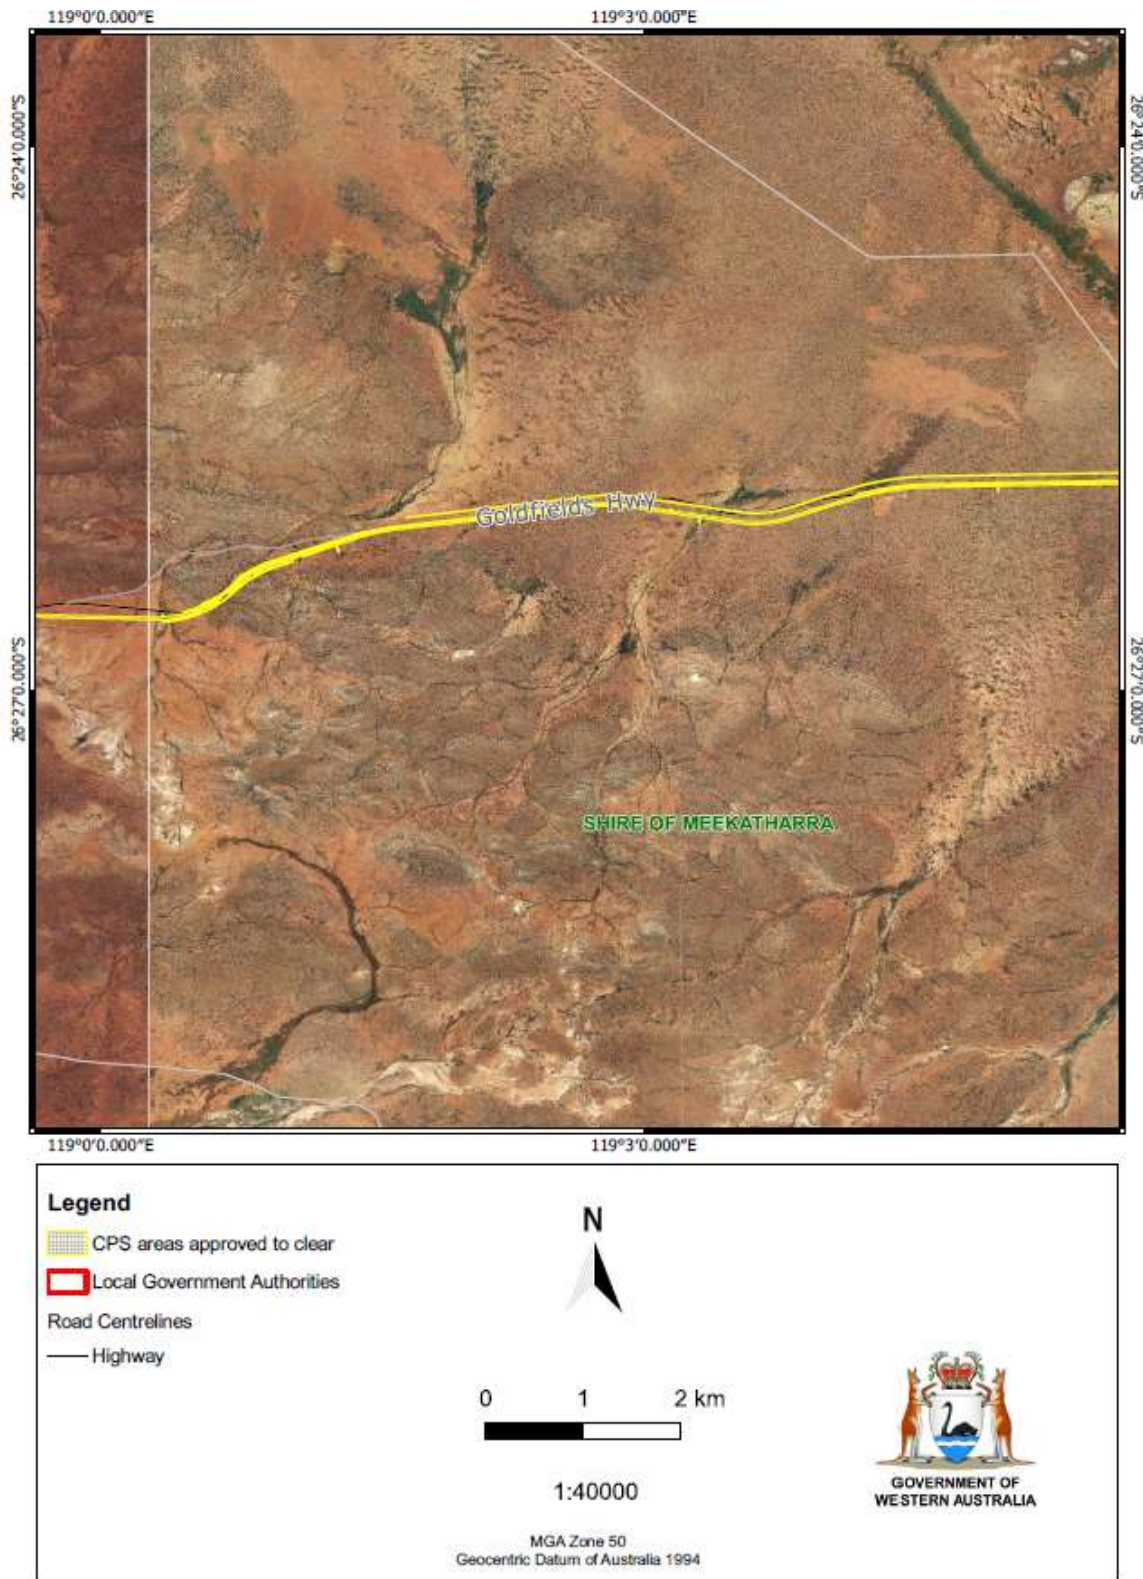 119°0'0.000"E
119°3'0.000"E
26°24'0.000"S
26°24'0.000"S
Goldfields Hwy
26°27'0.000"S
26°27'0.000"S
SHIRE OF MEEKATHARRA
119°0'0.000"E
119°3'0.000"E
Legend
CPS areas approved to clear
Local Government Authorities
Road Centrelines
Highway
N
0 1 2 km
1:40000
MGA Zone 50
Geocentric Datum of Australia 1994
GOVERNMENT OF
WESTERN AUSTRALIA